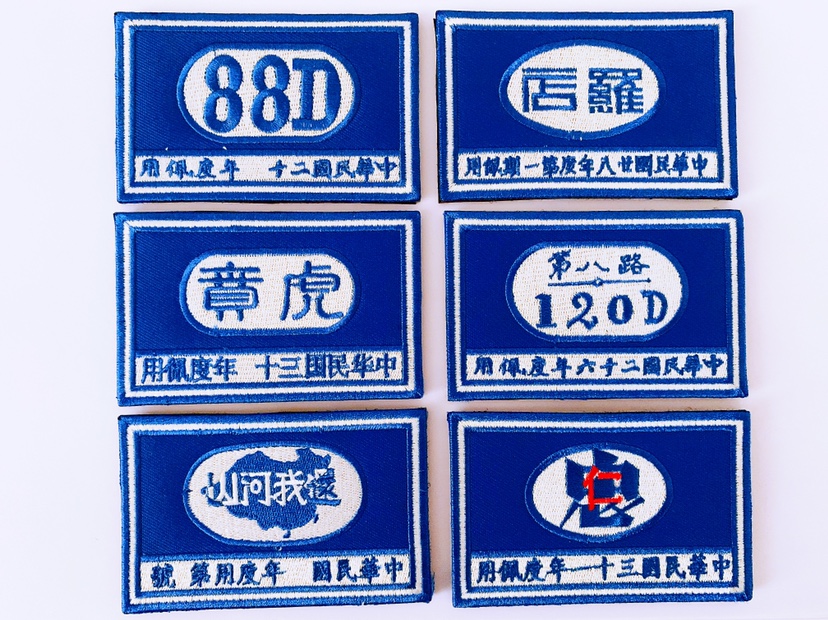 88D
中華民國二十 年度佩用
羅店
中華民國廿八年度第一期佩用
虎賁
中华民国三十 年度佩用
第八路
120D
中華民國二十六年度佩用
還我河山
中華民國 年度用第 號
忠
仁
中華民國三十一年度佩用